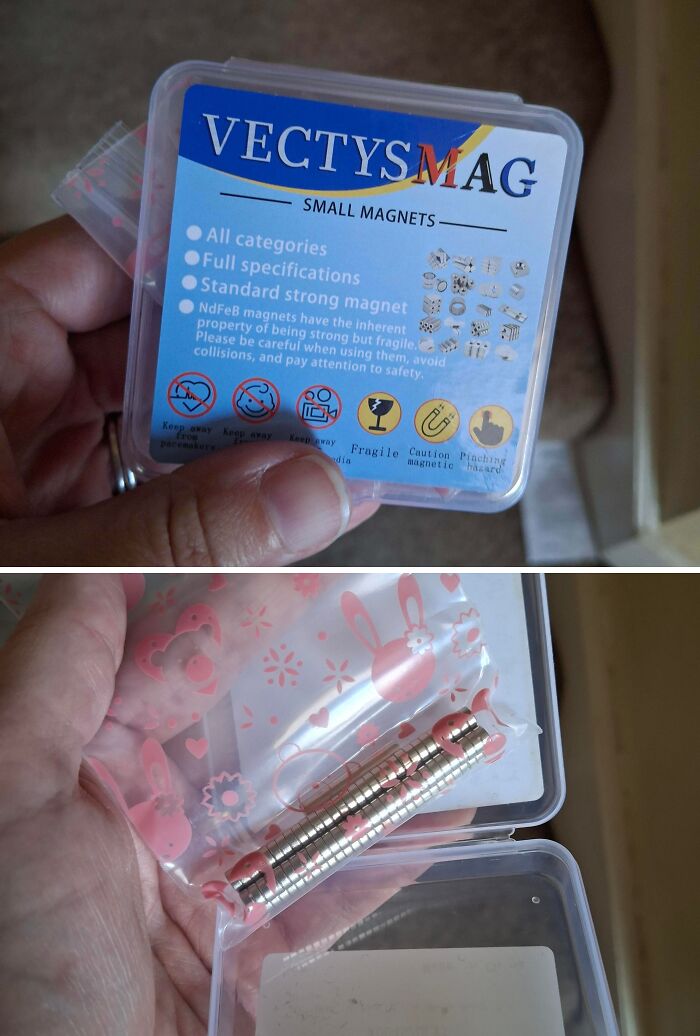 VECTYSMAG
SMALL MAGNETS
All categories
Full specifications
Standard strong magnet
NdFeB magnets have the inherent
property of being strong but fragile.
Please be careful when using them, avoid
collisions, and pay attention to safety.
Keep away
from
pacemakers
Keep away
Keep away
Fragile
Caution
magnetic
Pinching
hazard